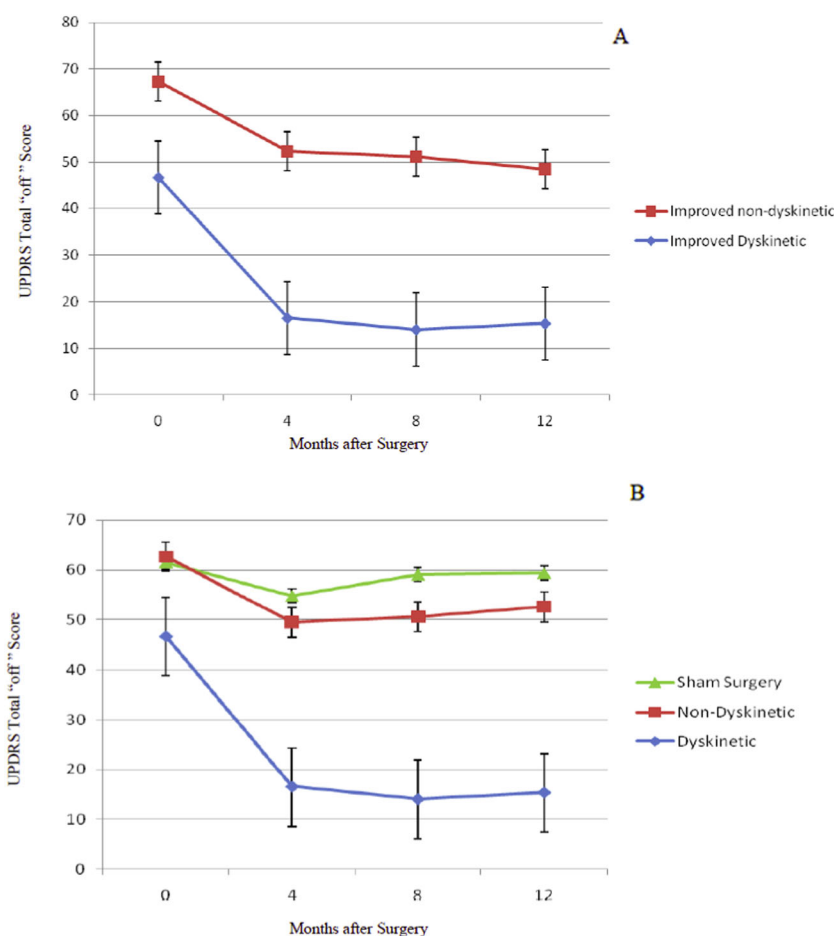 A
80
70
60
50
40
30
20
10
0
UPDRS Total “off” Score
0 4 8 12
Months after Surgery
Improved non-dyskinetic
Improved Dyskinetic
B
70
60
50
40
30
20
10
0
UPDRS Total “off” Score
0 4 8 12
Months after Surgery
Sham Surgery
Non-Dyskinetic
Dyskinetic